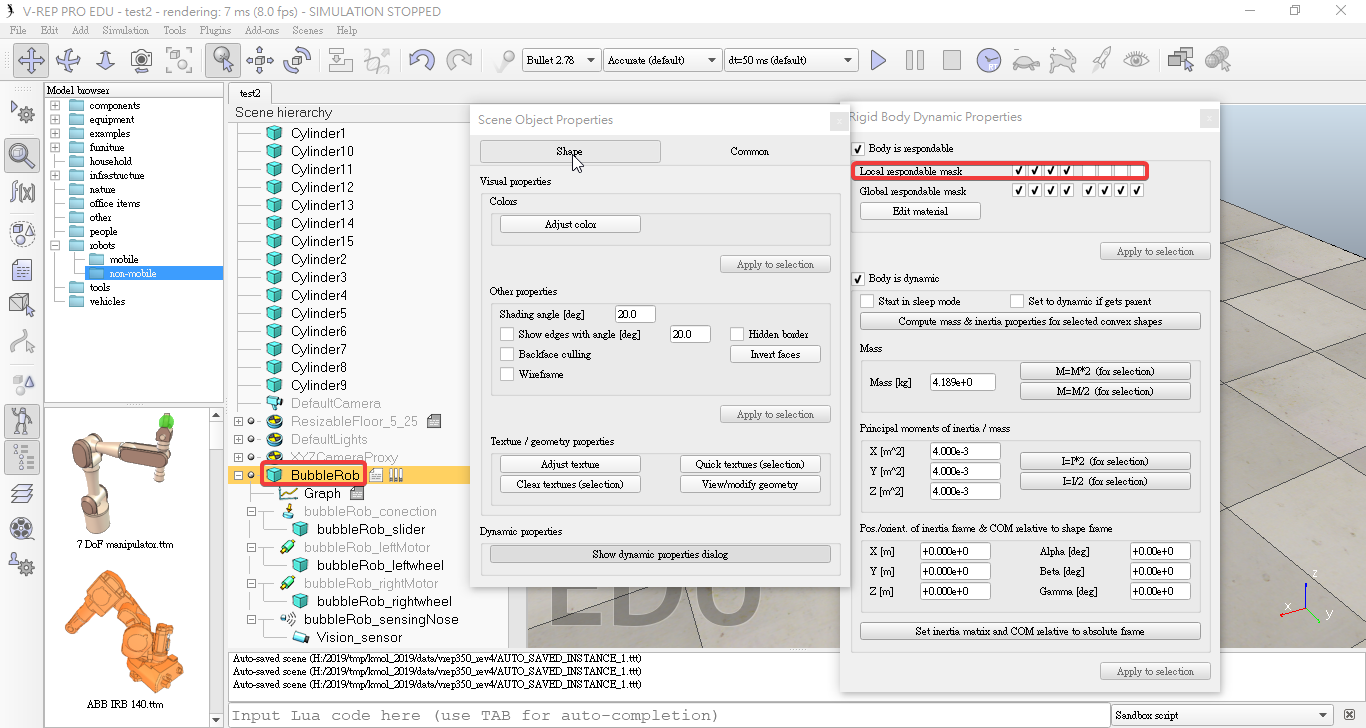 V-REP PRO EDU - test2 - rendering: 7 ms (8.0 fps) - SIMULATION STOPPED
File Edit Add Simulation Tools Plugins Add-ons Scenes Help
Bullet 2.78 Accurate (default) dt=50 ms (default)
RT
Model browser
components
equipment
examples
furniture
household
infrastructure
nature
office items
other
people
robots
mobile
non-mobile
tools
vehicles
7 DoF manipulator.ttm
ABB IRB 140.ttm
test2
Scene hierarchy
Cylinder1
Cylinder10
Cylinder11
Cylinder12
Cylinder13
Cylinder14
Cylinder15
Cylinder2
Cylinder3
Cylinder4
Cylinder5
Cylinder6
Cylinder7
Cylinder8
Cylinder9
DefaultCamera
ResizableFloor_5_25
DefaultLights
XYZCameraProxy
BubbleRob
Graph
bubbleRob_conection
bubbleRob_slider
bubbleRob_leftMotor
bubbleRob_leftwheel
bubbleRob_rightMotor
bubbleRob_rightwheel
bubbleRob_sensingNose
Vision_sensor
Scene Object Properties
x
Shape Common
Visual properties
Colors
Adjust color
Apply to selection
Other properties
Shading angle [deg] 20.0
Show edges with angle [deg] 20.0 Hidden border
Backface culling Invert faces
Wireframe
Apply to selection
Texture / geometry properties
Adjust texture Quick textures (selection)
Clear textures (selection) View/modify geometry
Dynamic properties
Show dynamic properties dialog
Rigid Body Dynamic Properties
x
Body is respondable
Local respondable mask
Global respondable mask
Edit material
Apply to selection
Body is dynamic
Start in sleep mode Set to dynamic if gets parent
Compute mass & inertia properties for selected convex shapes
Mass
Mass [kg] 4.189e+0 M=M*2 (for selection)
M=M/2 (for selection)
Principal moments of inertia / mass
X [m^2] 4.000e-3 I=I*2 (for selection)
Y [m^2] 4.000e-3 I=I/2 (for selection)
Z [m^2] 4.000e-3
Pos./orient. of inertia frame & COM relative to shape frame
X [m] +0.000e+0 Alpha [deg] +0.00e+0
Y [m] +0.000e+0 Beta [deg] +0.00e+0
Z [m] +0.000e+0 Gamma [deg] +0.00e+0
Set inertia matrix and COM relative to absolute frame
Apply to selection
EDU
z
x
y
Auto-saved scene (H:/2019/tmp/kmol_2019/data/vrep350_rev4/AUTO_SAVED_INSTANCE_1.ttt)
Auto-saved scene (H:/2019/tmp/kmol_2019/data/vrep350_rev4/AUTO_SAVED_INSTANCE_1.ttt)
Auto-saved scene (H:/2019/tmp/kmol_2019/data/vrep350_rev4/AUTO_SAVED_INSTANCE_1.ttt)
Input Lua code here (use TAB for auto-completion) Sandbox script